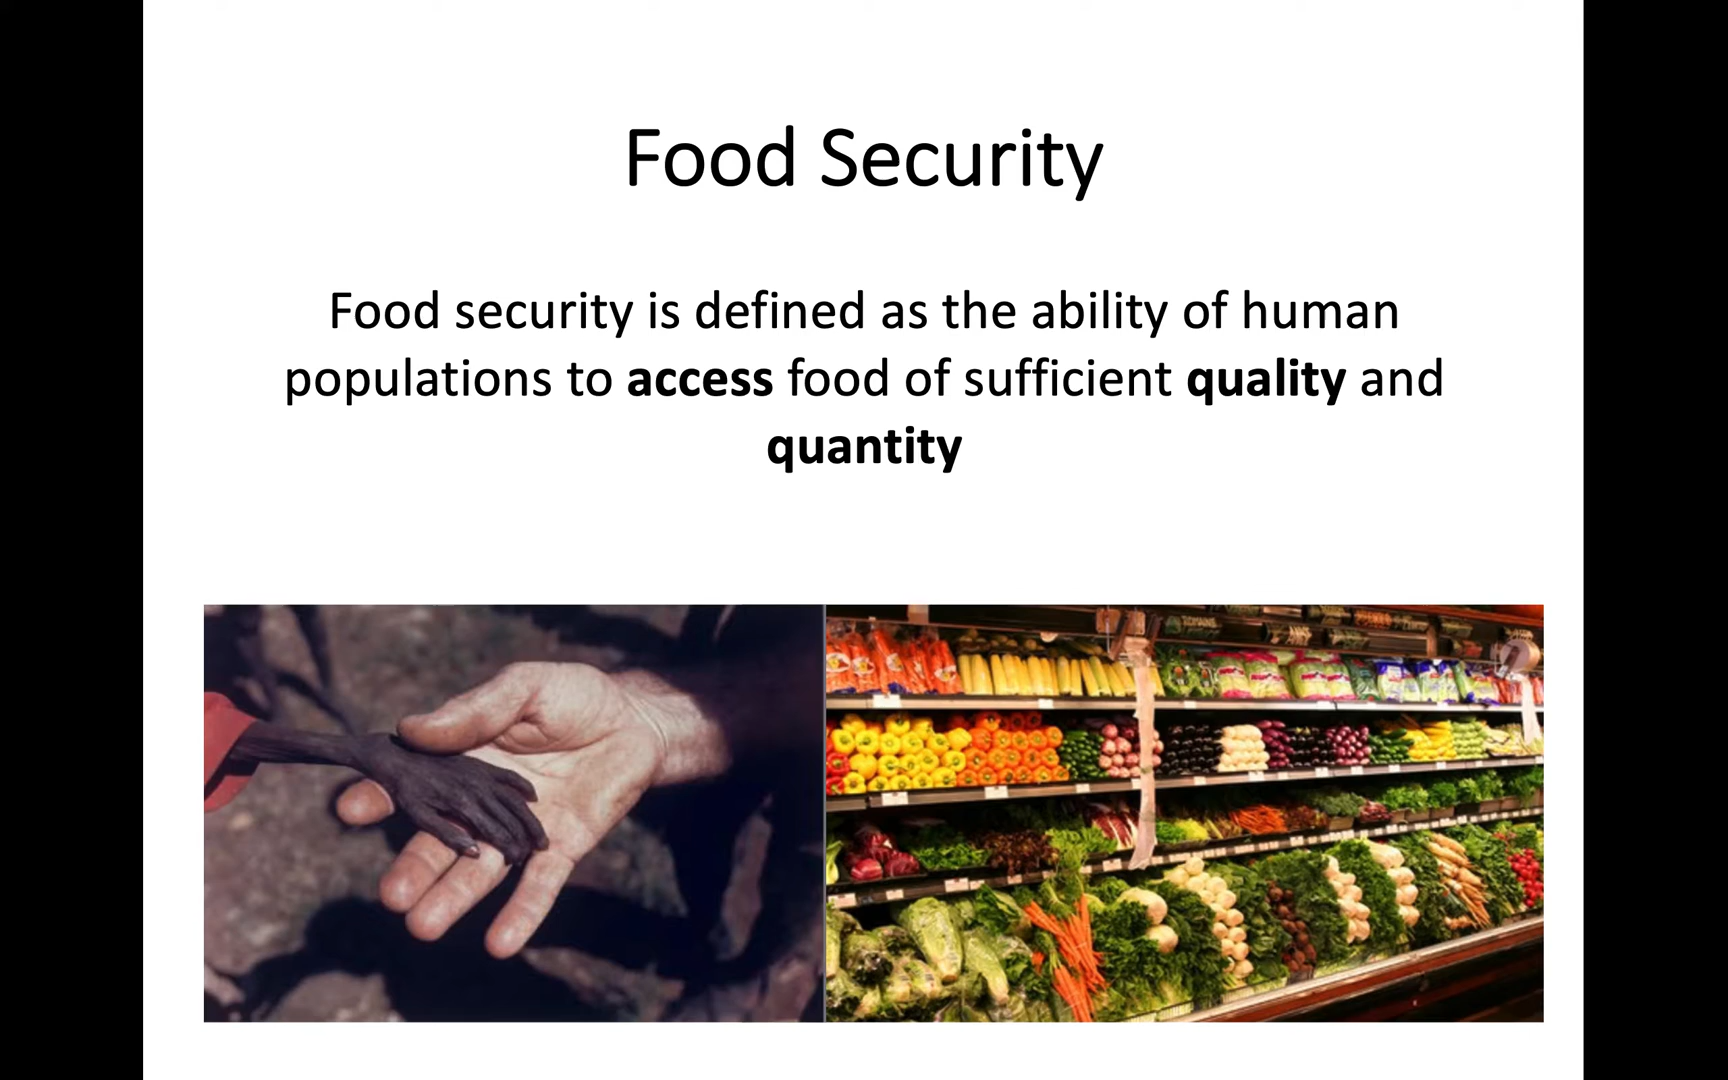 Food Security
Food security is defined as the ability of human
populations to access food of sufficient quality and
quantity